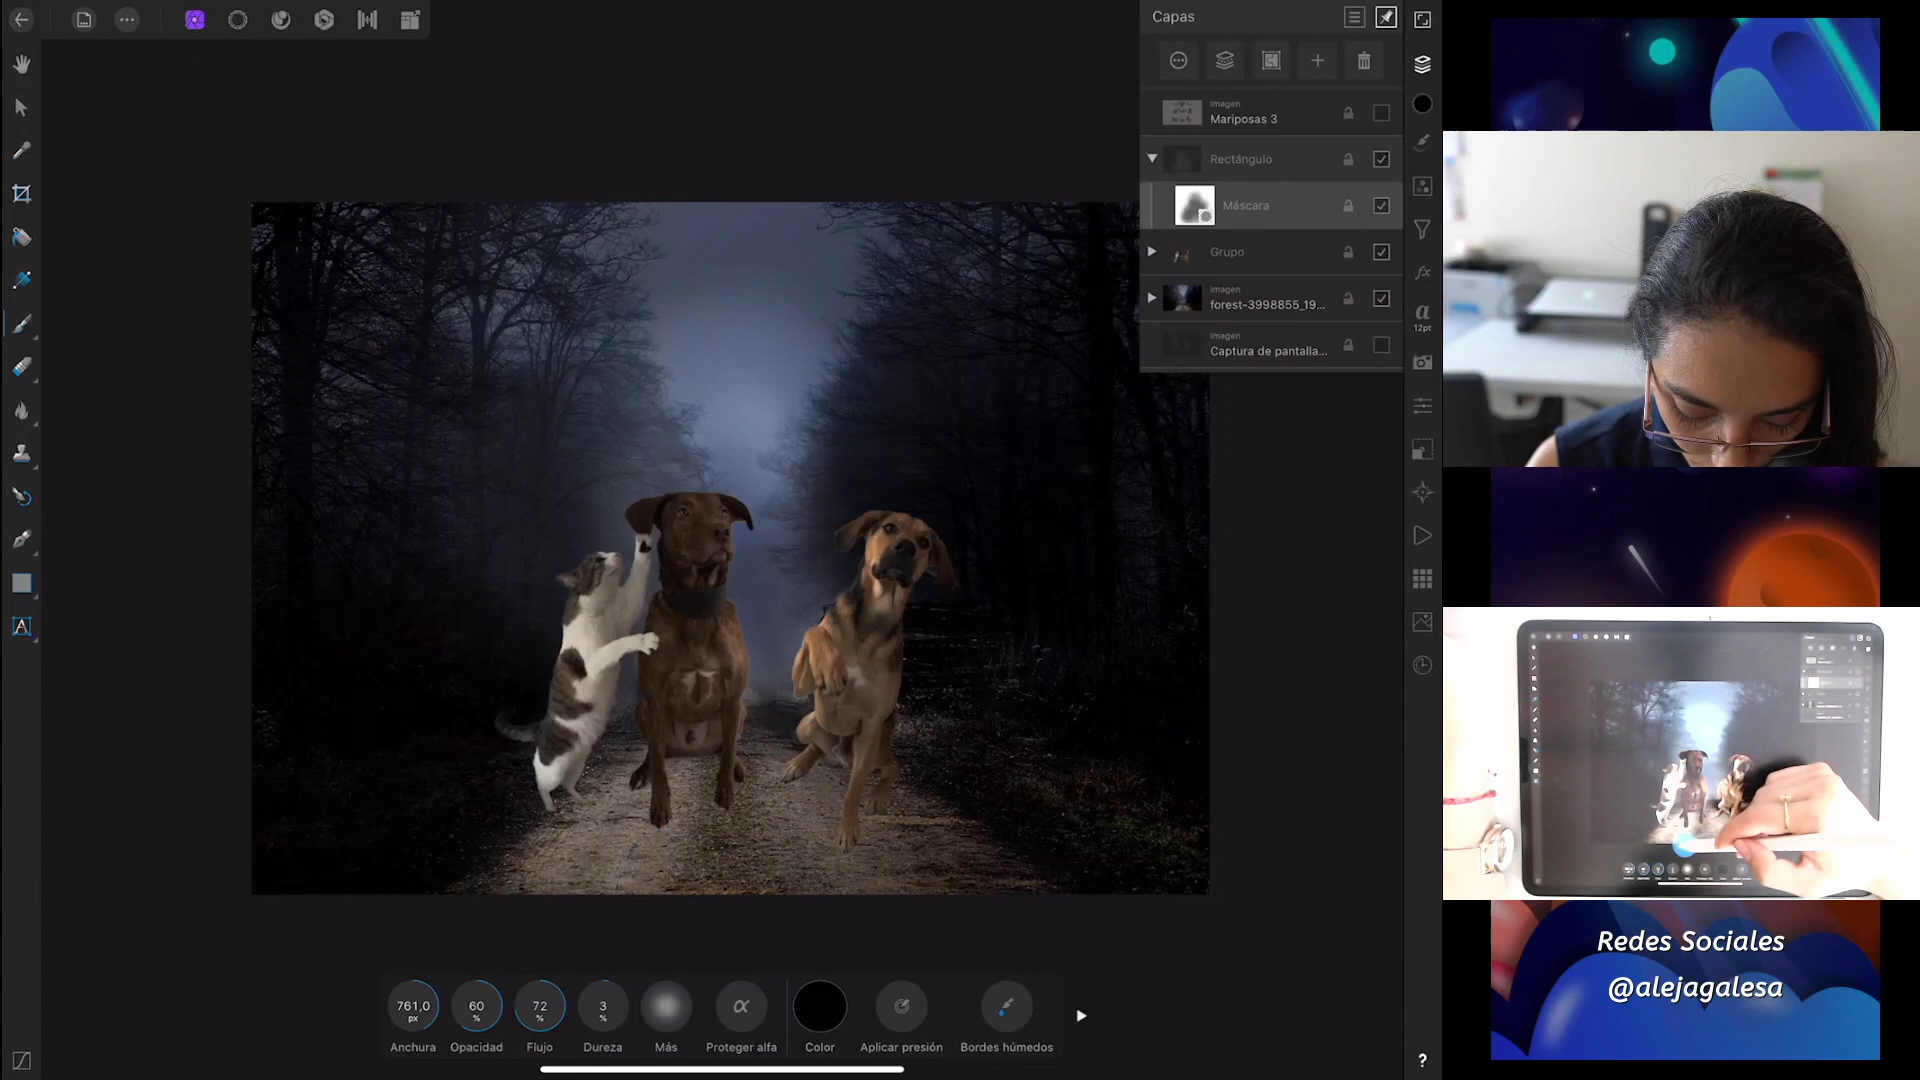 Capas
Imagen
Mariposas 3
Rectángulo
Máscara
Grupo
Imagen
forest-3998855_19...
Imagen
Captura de pantalla...
a
12pt
fx
A
761,0
px
60
%
72
%
3
%
α
Anchura
Opacidad
Flujo
Dureza
Más
Proteger alfa
Color
Aplicar presión
Bordes húmedos
?
Redes Sociales
@alejagalesa